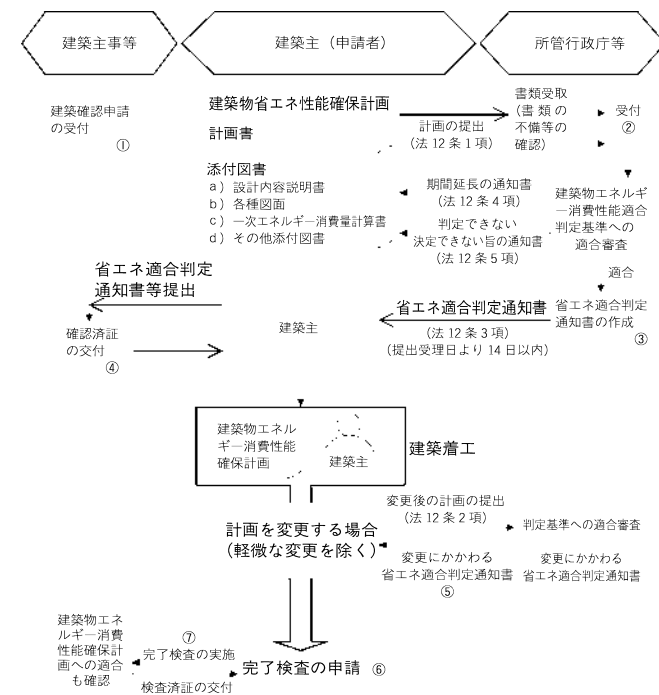 建築主事等
建築主（申請者）
所管行政庁等
建築確認申請
の受付
①
建築物省エネ性能確保計画
計画書
添付図書
a）設計内容説明書
b）各種図面
c）一次エネルギー消費量計算書
d）その他添付図書
計画の提出
(法 12 条 1 項)
書類受取
(書 類 の
不備等の
確認)
受付
②
期間延長の通知書
(法 12 条 4 項)
判定できない
決定できない旨の通知書
(法 12 条 5 項)
建築物エネルギ
ー消費性能適合
判定基準への
適合審査
適合
省エネ適合判定
通知書の作成
③
省エネ適合判定通知書
(法 12 条 3 項)
(提出受理日より 14 日以内)
省エネ適合判定
通知書等提出
建築主
確認済証
の交付
④
建築物エネル
ギー消費性能
確保計画
建築主
建築着工
計画を変更する場合
（軽微な変更を除く）
変更後の計画の提出
(法 12 条 2 項)
判定基準への適合審査
変更にかかわる
省エネ適合判定通知書
⑤
変更にかかわる
省エネ適合判定通知書
建築物エネ
ルギー消費
性能確保計
画への適合
も確認
⑦
完了検査の実施
検査済証の交付
完了検査の申請
⑥